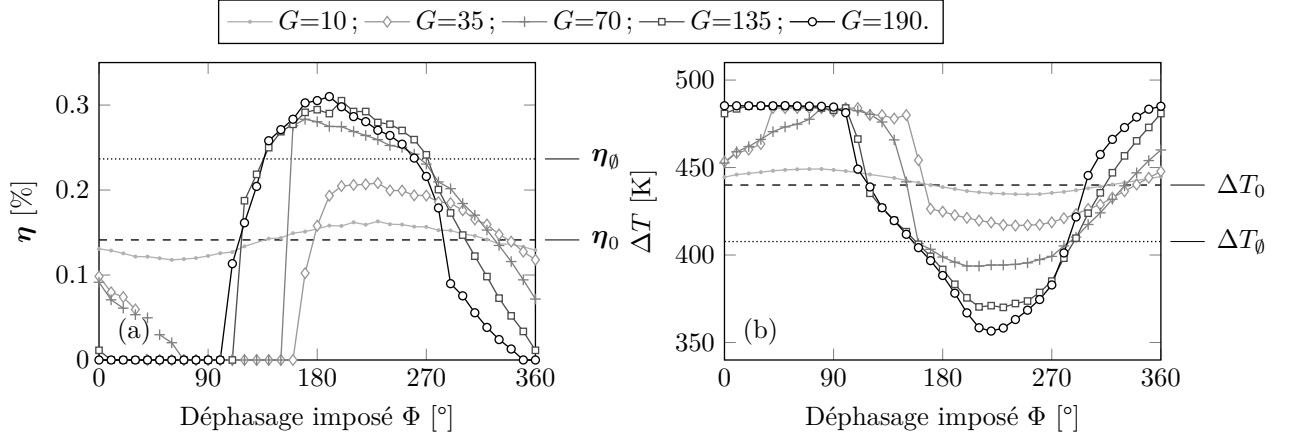 G=10 ; G=35 ; G=70 ; G=135 ; G=190.
0.3
0.2
0.1
0
η [%]
(a)
η∅
η0
0 90 180 270 360
Déphasage imposé Φ [°]
500
450
400
350
ΔT [K]
(b)
ΔT0
ΔT∅
0 90 180 270 360
Déphasage imposé Φ [°]